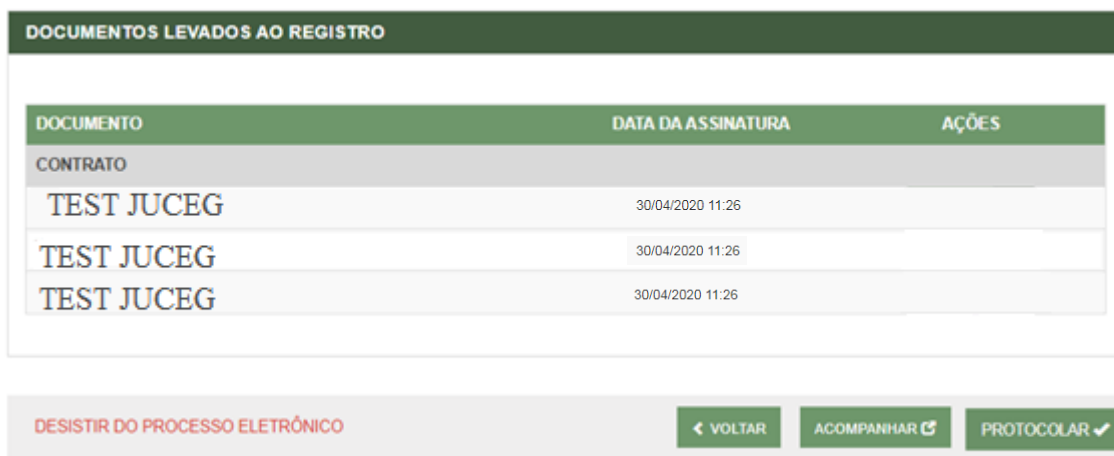 DOCUMENTOS LEVADOS AO REGISTRO
DOCUMENTO DATA DA ASSINATURA AÇÕES
CONTRATO
TEST JUCEG 30/04/2020 11:26
TEST JUCEG 30/04/2020 11:26
TEST JUCEG 30/04/2020 11:26
DESISTIR DO PROCESSO ELETRÔNICO VOLTAR ACOMPANHAR PROTOCOLAR